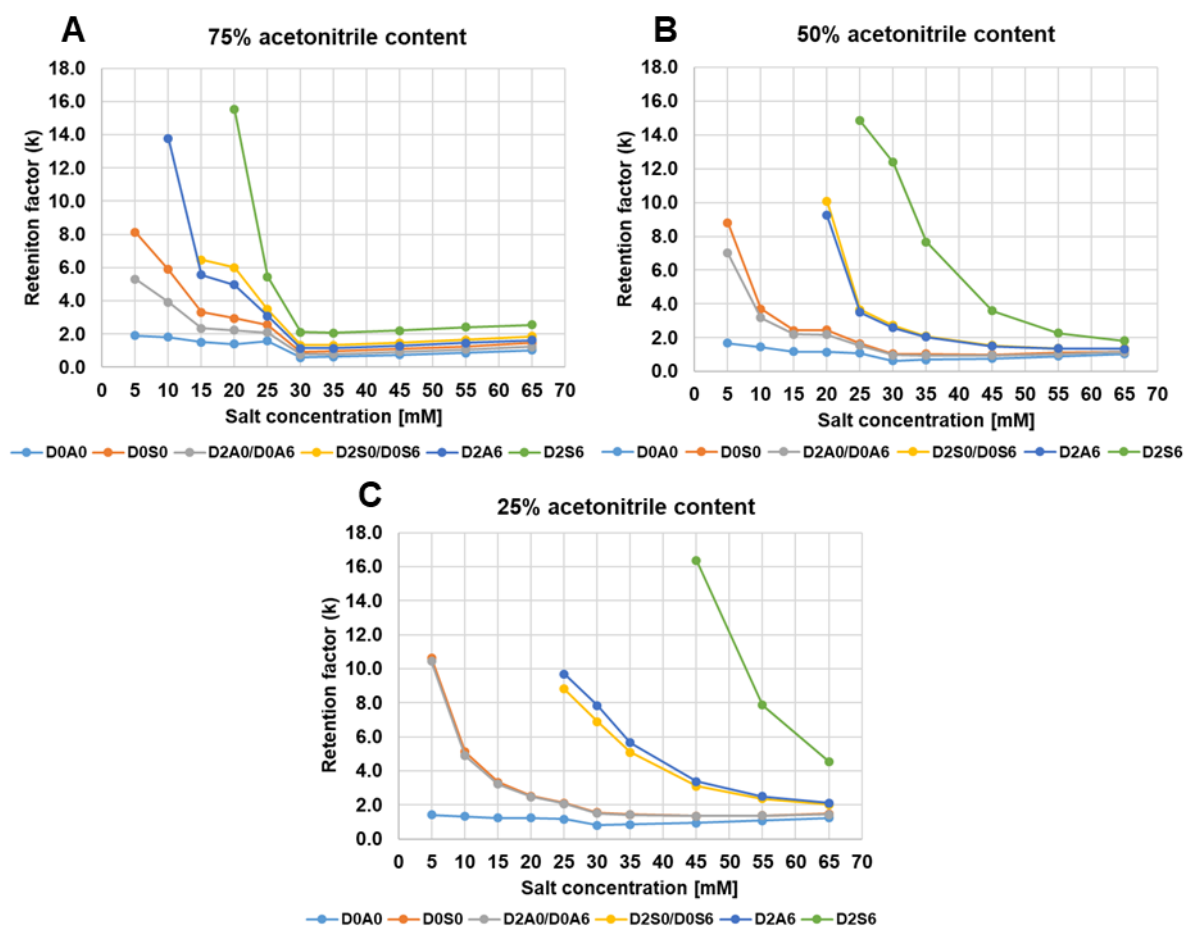 A
75% acetonitrile content
Reteniton factor (k)
18.0
16.0
14.0
12.0
10.0
8.0
6.0
4.0
2.0
0.0
0 5 10 15 20 25 30 35 40 45 50 55 60 65 70
Salt concentration [mM]
D0A0 D0S0 D2A0/D0A6 D2S0/D0S6 D2A6 D2S6
B
50% acetonitrile content
Retention factor (k)
18.0
16.0
14.0
12.0
10.0
8.0
6.0
4.0
2.0
0.0
0 5 10 15 20 25 30 35 40 45 50 55 60 65 70
Salt concentration [mM]
D0A0 D0S0 D2A0/D0A6 D2S0/D0S6 D2A6 D2S6
C
25% acetonitrile content
Retention factor (k)
18.0
16.0
14.0
12.0
10.0
8.0
6.0
4.0
2.0
0.0
0 5 10 15 20 25 30 35 40 45 50 55 60 65 70
Salt concentration [mM]
D0A0 D0S0 D2A0/D0A6 D2S0/D0S6 D2A6 D2S6